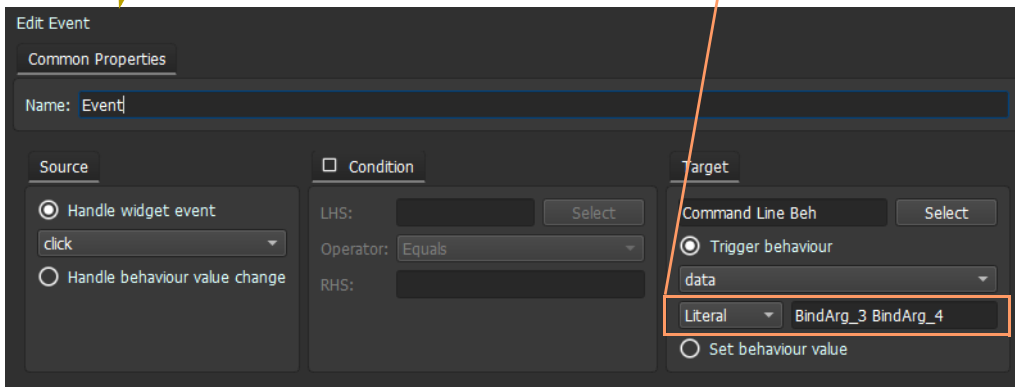 Edit Event
Common Properties
Name: Event
Source
Handle widget event
click
Handle behaviour value change
Condition
LHS: Select
Operator: Equals
RHS:
Target
Command Line Beh Select
Trigger behaviour
data
Literal BindArg_3 BindArg_4
Set behaviour value